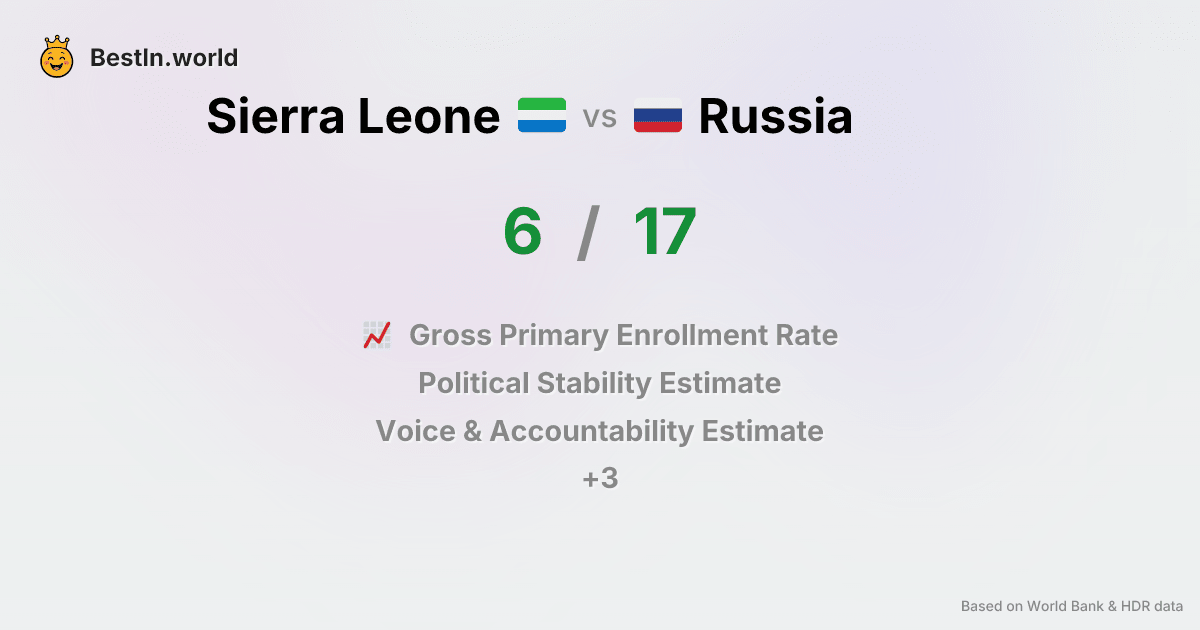 BestIn.world
Sierra Leone vs Russia
6 / 17
Gross Primary Enrollment Rate
Political Stability Estimate
Voice & Accountability Estimate
+3
Based on World Bank & HDR data